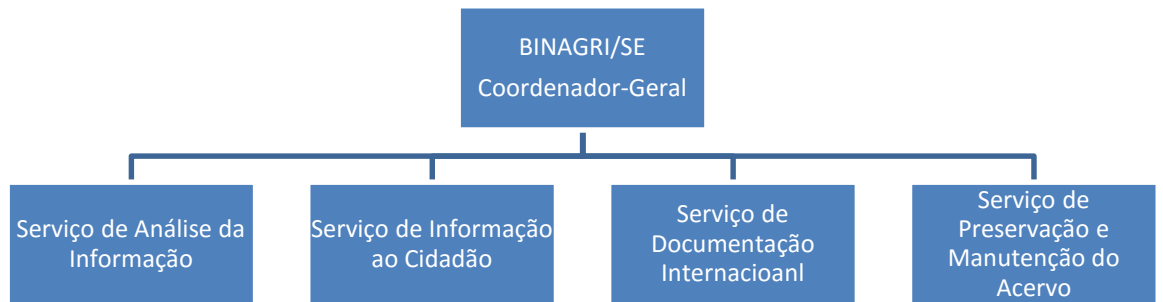 BINAGRI/SE
Coordenador-Geral
Serviço de Análise da
Informação
Serviço de Informação
ao Cidadão
Serviço de
Documentação
Internacioanl
Serviço de
Preservação e
Manutenção do
Acervo